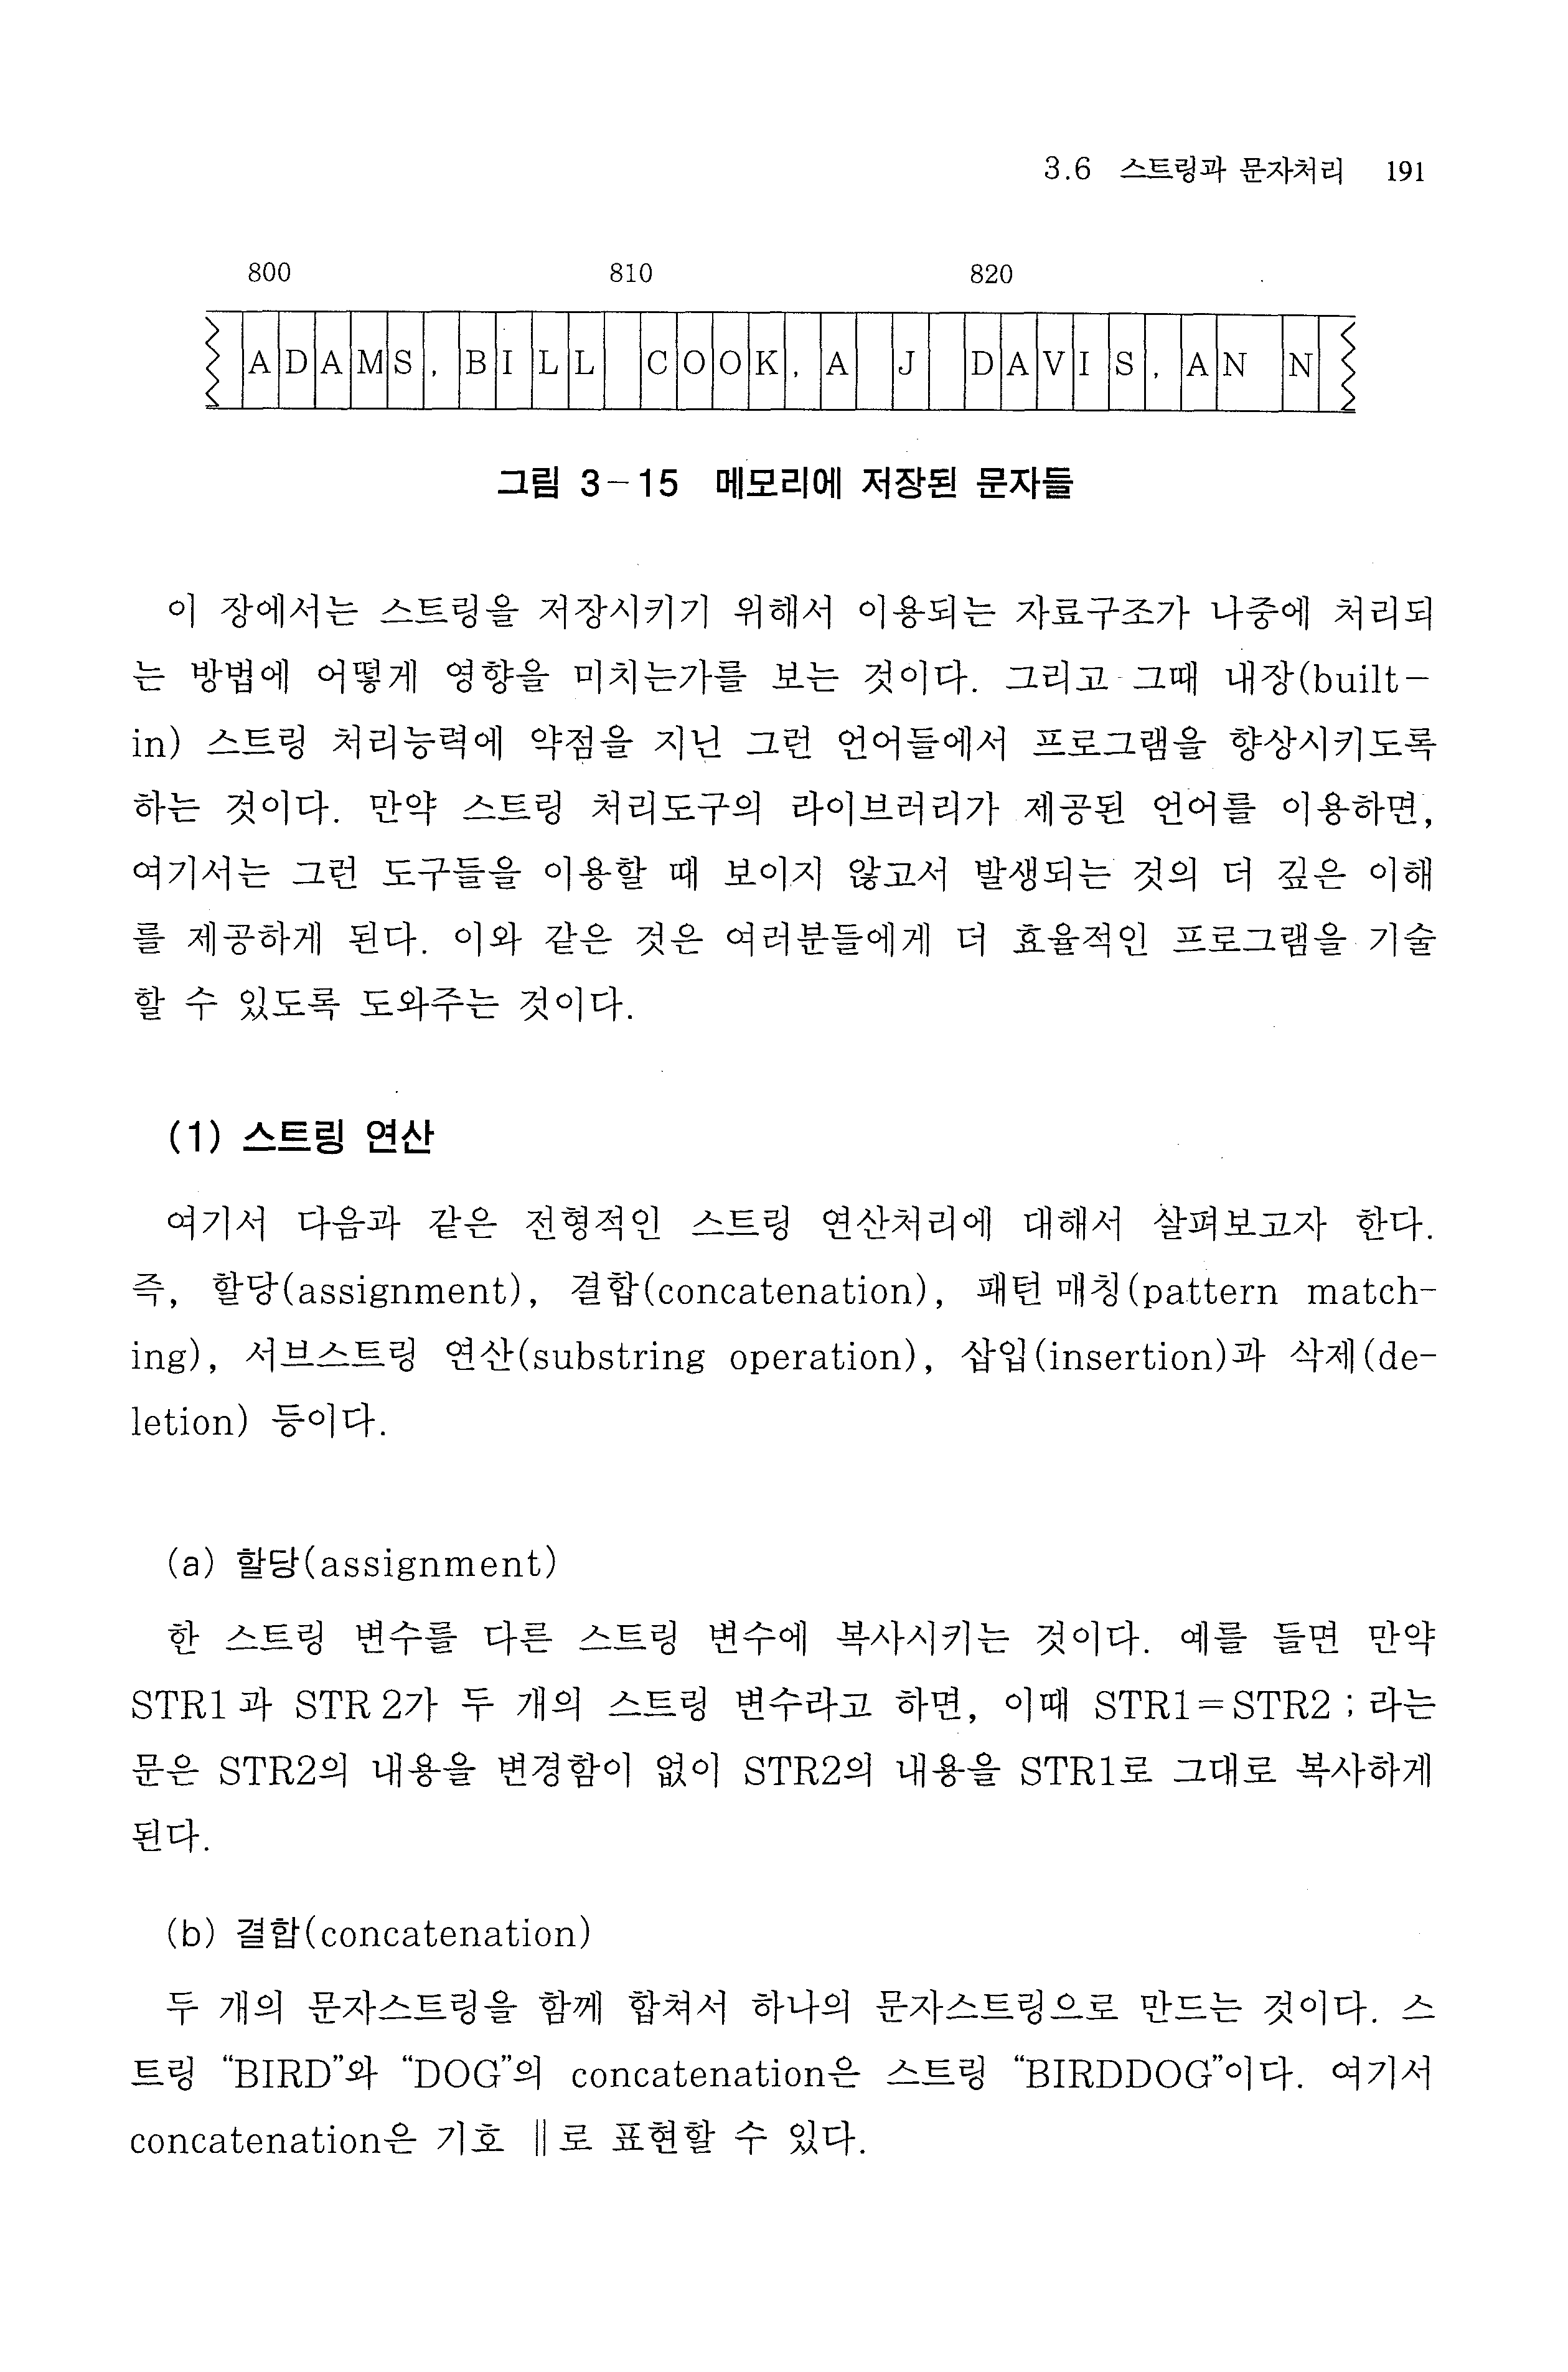 3.6 스트링과 문자처리 191
800 810 820
A D A M S , B I L L C O O K , A J D A V I S , A N N
그림 3-15 메모리에 저장된 문자들
이 장에서는 스트링을 저장시키기 위해서 이용되는 자료구조가 나중에 처리되
는 방법에 어떻게 영향을 미치는가를 보는 것이다. 그리고 그때 내장(built-
in) 스트링 처리능력에 약점을 지닌 그런 언어들에서 프로그램을 향상시키도록
하는 것이다. 만약 스트링 처리도구의 라이브러리가 제공된 언어를 이용하면,
여기서는 그런 도구들을 이용할 때 보이지 않고서 발생되는 것의 더 깊은 이해
를 제공하게 된다. 이와 같은 것은 여러분들에게 더 효율적인 프로그램을 기술
할 수 있도록 도와주는 것이다.
(1) 스트링 연산
여기서 다음과 같은 전형적인 스트링 연산처리에 대해서 살펴보고자 한다.
즉, 할당(assignment), 결합(concatenation), 패턴 매칭(pattern match-
ing), 서브스트링 연산(substring operation), 삽입(insertion)과 삭제(de-
letion) 등이다.
(a) 할당(assignment)
한 스트링 변수를 다른 스트링 변수에 복사시키는 것이다. 예를 들면 만약
STR1과 STR 2가 두 개의 스트링 변수라고 하면, 이때 STR1=STR2 ; 라는
문은 STR2의 내용을 변경함이 없이 STR2의 내용을 STR1로 그대로 복사하게
된다.
(b) 결합(concatenation)
두 개의 문자스트링을 함께 합쳐서 하나의 문자스트링으로 만드는 것이다. 스
트링 “BIRD”와 “DOG”의 concatenation은 스트링 “BIRDDOG”이다. 여기서
concatenation은 기호 ∥로 표현할 수 있다.